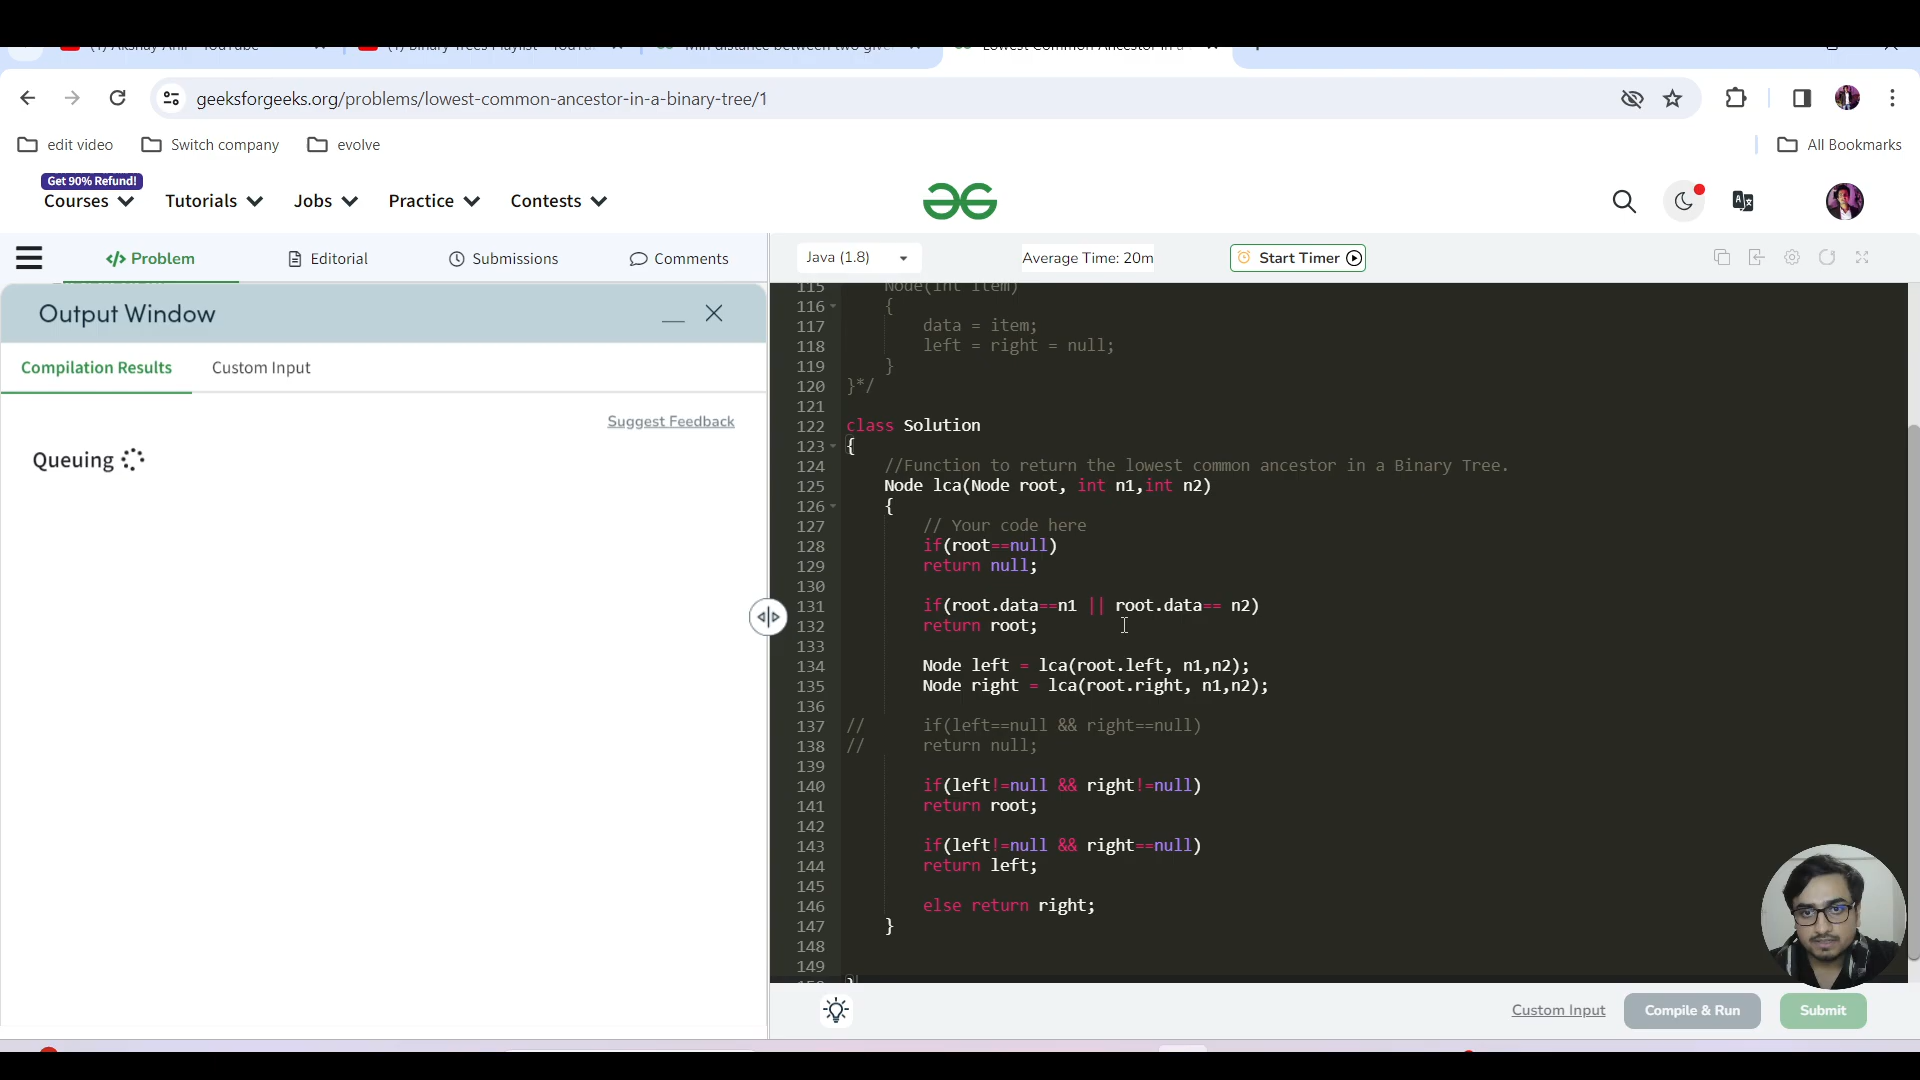 geeksforgeeks.org/problems/lowest-common-ancestor-in-a-binary-tree/1
edit video
Switch company
evolve
All Bookmarks
Get 90% Refund!
Courses
Tutorials
Jobs
Practice
Contests
Problem
Editorial
Submissions
Comments
Java (1.8)
Average Time: 20m
Start Timer
Output Window
Compilation Results
Custom Input
Suggest Feedback
Queuing
115 Node(int item)
116 {
117 data = item;
118 left = right = null;
119 }
120 }*/
121
122 class Solution
123 {
124 //Function to return the lowest common ancestor in a Binary Tree.
125 Node lca(Node root, int n1,int n2)
126 {
127 // Your code here
128 if(root==null)
129 return null;
130
131 if(root.data==n1 || root.data== n2)
132 return root;
133
134 Node left = lca(root.left, n1,n2);
135 Node right = lca(root.right, n1,n2);
136
137 // if(left==null && right==null)
138 // return null;
139
140 if(left!=null && right!=null)
141 return root;
142
143 if(left!=null && right==null)
144 return left;
145
146 else return right;
147 }
148
149
Custom Input
Compile & Run
Submit